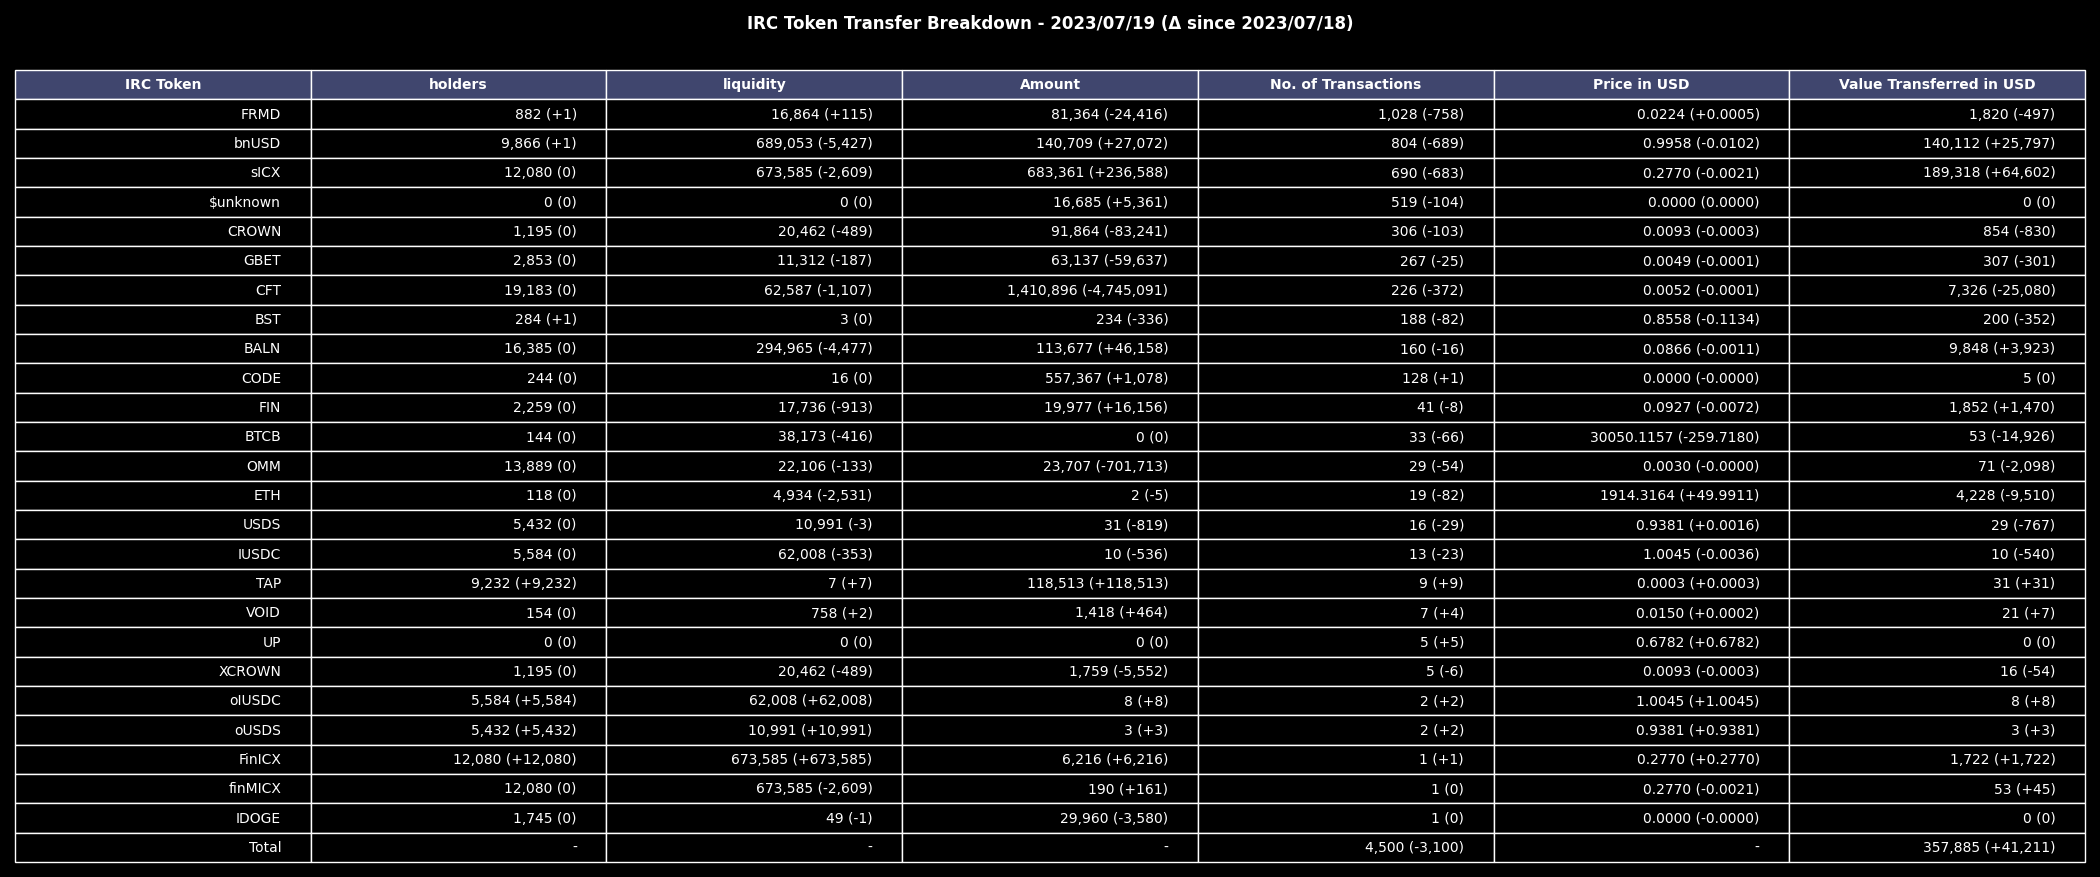 IRC Token Transfer Breakdown - 2023/07/19 (Δ since 2023/07/18)
IRC Token holders liquidity Amount No. of Transactions Price in USD Value Transferred in USD
FRMD 882 (+1) 16,864 (+115) 81,364 (-24,416) 1,028 (-758) 0.0224 (+0.0005) 1,820 (-497)
bnUSD 9,866 (+1) 689,053 (-5,427) 140,709 (+27,072) 804 (-689) 0.9958 (-0.0102) 140,112 (+25,797)
sICX 12,080 (0) 673,585 (-2,609) 683,361 (+236,588) 690 (-683) 0.2770 (-0.0021) 189,318 (+64,602)
$unknown 0 (0) 0 (0) 16,685 (+5,361) 519 (-104) 0.0000 (0.0000) 0 (0)
CROWN 1,195 (0) 20,462 (-489) 91,864 (-83,241) 306 (-103) 0.0093 (-0.0003) 854 (-830)
GBET 2,853 (0) 11,312 (-187) 63,137 (-59,637) 267 (-25) 0.0049 (-0.0001) 307 (-301)
CFT 19,183 (0) 62,587 (-1,107) 1,410,896 (-4,745,091) 226 (-372) 0.0052 (-0.0001) 7,326 (-25,080)
BST 284 (+1) 3 (0) 234 (-336) 188 (-82) 0.8558 (-0.1134) 200 (-352)
BALN 16,385 (0) 294,965 (-4,477) 113,677 (+46,158) 160 (-16) 0.0866 (-0.0011) 9,848 (+3,923)
CODE 244 (0) 16 (0) 557,367 (+1,078) 128 (+1) 0.0000 (-0.0000) 5 (0)
FIN 2,259 (0) 17,736 (-913) 19,977 (+16,156) 41 (-8) 0.0927 (-0.0072) 1,852 (+1,470)
BTCB 144 (0) 38,173 (-416) 0 (0) 33 (-66) 30050.1157 (-259.7180) 53 (-14,926)
OMM 13,889 (0) 22,106 (-133) 23,707 (-701,713) 29 (-54) 0.0030 (-0.0000) 71 (-2,098)
ETH 118 (0) 4,934 (-2,531) 2 (-5) 19 (-82) 1914.3164 (+49.9911) 4,228 (-9,510)
USDS 5,432 (0) 10,991 (-3) 31 (-819) 16 (-29) 0.9381 (+0.0016) 29 (-767)
IUSDC 5,584 (0) 62,008 (-353) 10 (-536) 13 (-23) 1.0045 (-0.0036) 10 (-540)
TAP 9,232 (+9,232) 7 (+7) 118,513 (+118,513) 9 (+9) 0.0003 (+0.0003) 31 (+31)
VOID 154 (0) 758 (+2) 1,418 (+464) 7 (+4) 0.0150 (+0.0002) 21 (+7)
UP 0 (0) 0 (0) 0 (0) 5 (+5) 0.6782 (+0.6782) 0 (0)
XCROWN 1,195 (0) 20,462 (-489) 1,759 (-5,552) 5 (-6) 0.0093 (-0.0003) 16 (-54)
oIUSDC 5,584 (+5,584) 62,008 (+62,008) 8 (+8) 2 (+2) 1.0045 (+1.0045) 8 (+8)
oUSDS 5,432 (+5,432) 10,991 (+10,991) 3 (+3) 2 (+2) 0.9381 (+0.9381) 3 (+3)
FinICX 12,080 (+12,080) 673,585 (+673,585) 6,216 (+6,216) 1 (+1) 0.2770 (+0.2770) 1,722 (+1,722)
finMICX 12,080 (0) 673,585 (-2,609) 190 (+161) 1 (0) 0.2770 (-0.0021) 53 (+45)
IDOGE 1,745 (0) 49 (-1) 29,960 (-3,580) 1 (0) 0.0000 (-0.0000) 0 (0)
Total - - - 4,500 (-3,100) - 357,885 (+41,211)